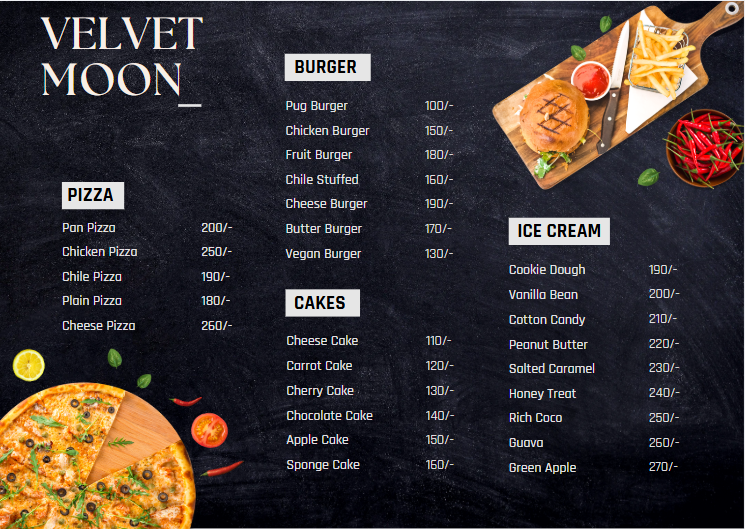 VELVET
MOON_
PIZZA
Pan Pizza 200/-
Chicken Pizza 250/-
Chile Pizza 190/-
Plain Pizza 180/-
Cheese Pizza 260/-
BURGER
Pug Burger 100/-
Chicken Burger 150/-
Fruit Burger 180/-
Chile Stuffed 160/-
Cheese Burger 190/-
Butter Burger 170/-
Vegan Burger 130/-
CAKES
Cheese Cake 110/-
Carrot Cake 120/-
Cherry Cake 130/-
Chocolate Cake 140/-
Apple Cake 150/-
Sponge Cake 160/-
ICE CREAM
Cookie Dough 190/-
Vanilla Bean 200/-
Cotton Candy 210/-
Peanut Butter 220/-
Salted Caramel 230/-
Honey Treat 240/-
Rich Coco 250/-
Guava 260/-
Green Apple 270/-